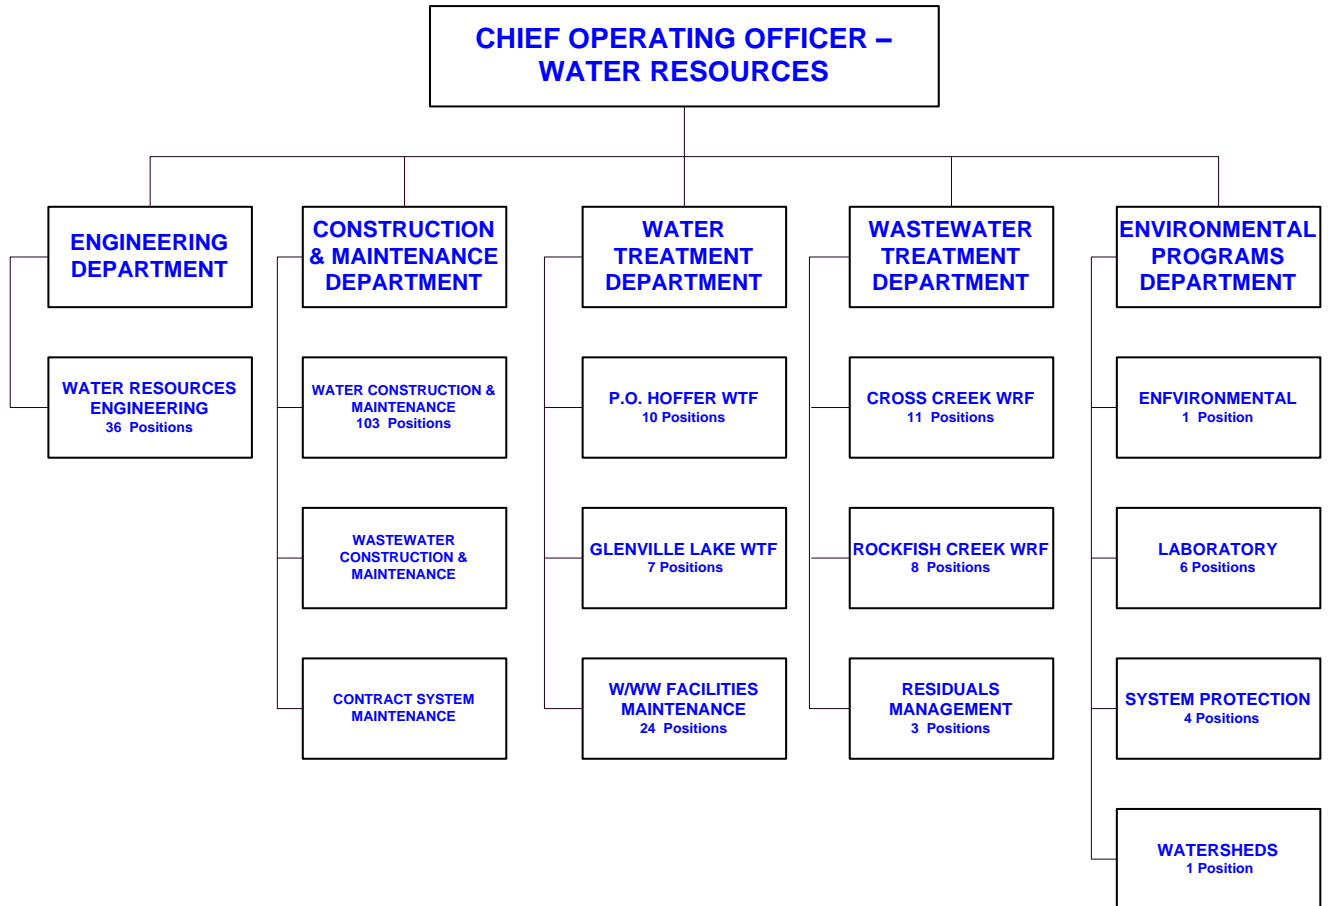 CHIEF OPERATING OFFICER –
WATER RESOURCES
ENGINEERING
DEPARTMENT
CONSTRUCTION
& MAINTENANCE
DEPARTMENT
WATER
TREATMENT
DEPARTMENT
WASTEWATER
TREATMENT
DEPARTMENT
ENVIRONMENTAL
PROGRAMS
DEPARTMENT
WATER RESOURCES
ENGINEERING
36 Positions
WATER CONSTRUCTION &
MAINTENANCE
103 Positions
P.O. HOFFER WTF
10 Positions
CROSS CREEK WRF
11 Positions
ENFVIRONMENTAL
1 Position
WASTEWATER
CONSTRUCTION &
MAINTENANCE
GLENVILLE LAKE WTF
7 Positions
ROCKFISH CREEK WRF
8 Positions
LABORATORY
6 Positions
CONTRACT SYSTEM
MAINTENANCE
W/WW FACILITIES
MAINTENANCE
24 Positions
RESIDUALS
MANAGEMENT
3 Positions
SYSTEM PROTECTION
4 Positions
WATERSHEDS
1 Position